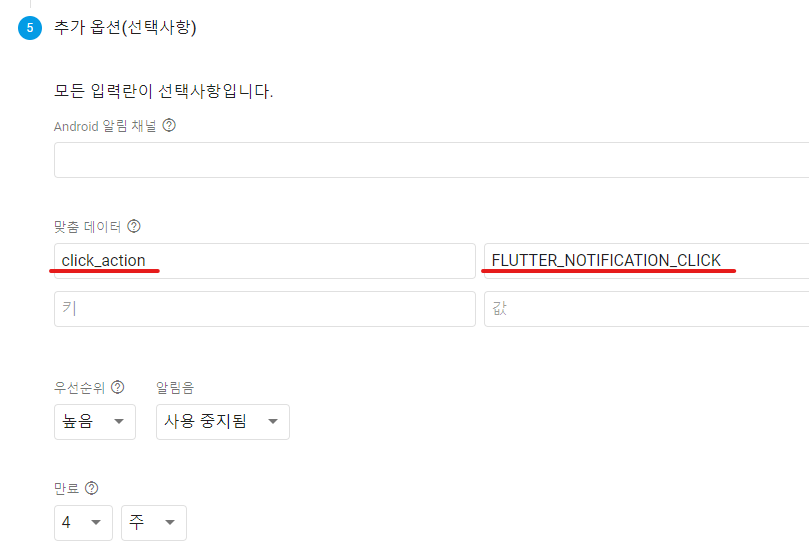 5 추가 옵션(선택사항)
모든 입력란이 선택사항입니다.
Android 알림 채널 ?
맞춤 데이터 ?
click_action FLUTTER_NOTIFICATION_CLICK
키 값
우선순위 ? 알림음
높음 사용 중지됨
만료 ?
4 주